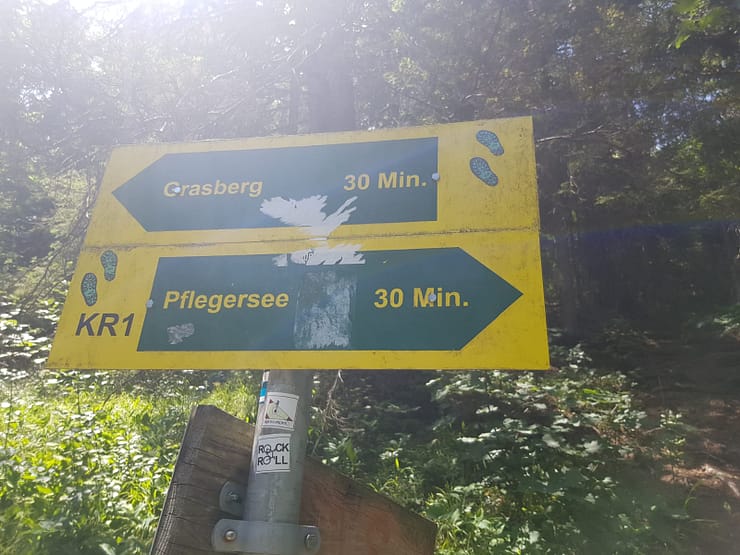 Grasberg 30 Min.
Pflegersee 30 Min.
KR1
ROCK
ROLL